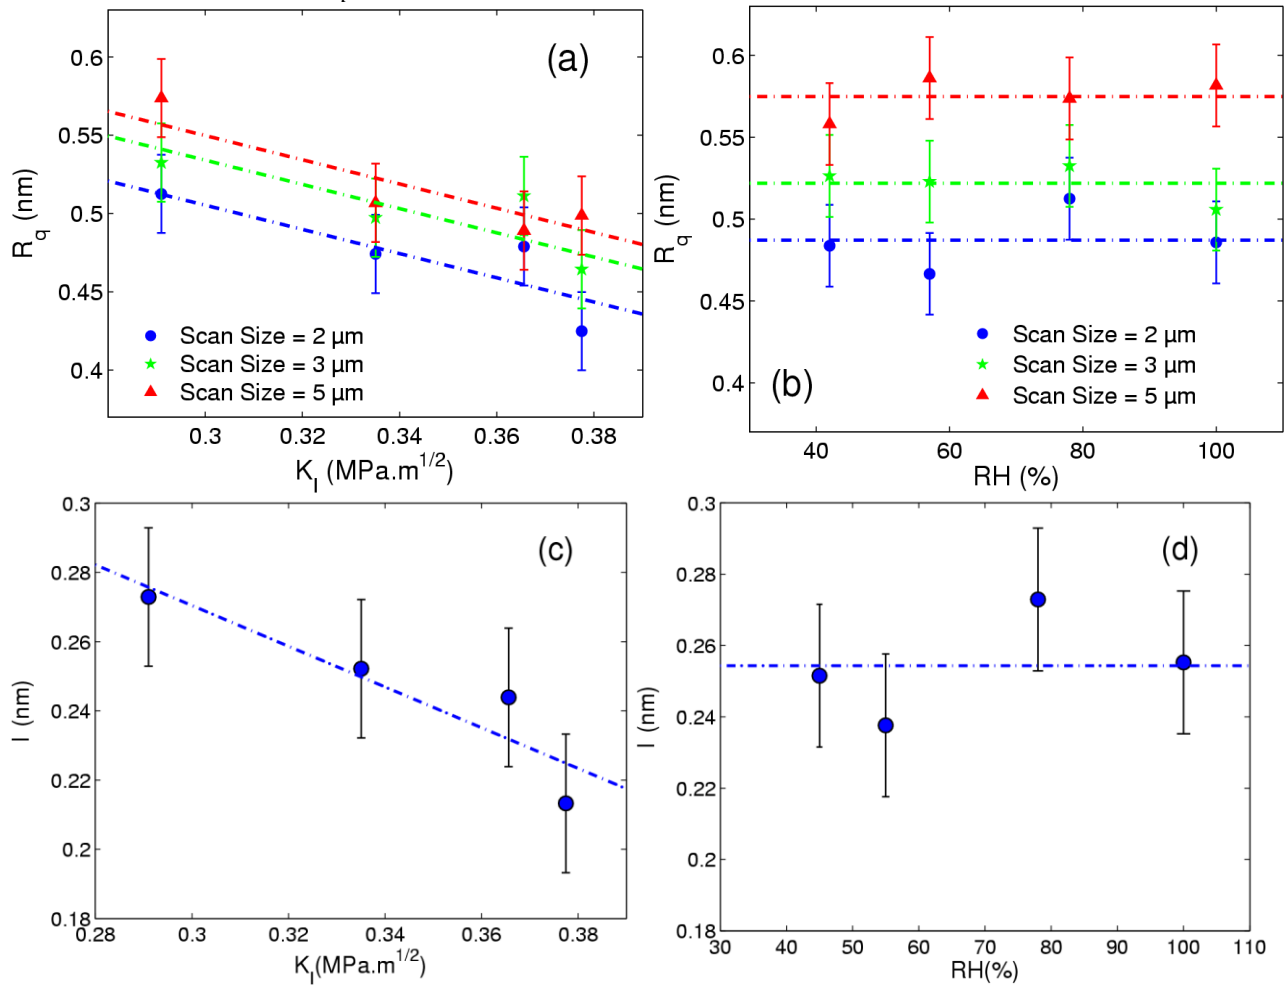 (a)
R_q (nm)
0.6
0.55
0.5
0.45
0.4
Scan Size = 2 µm
Scan Size = 3 µm
Scan Size = 5 µm
0.3 0.32 0.34 0.36 0.38
K_I (MPa.m^{1/2})
(b)
R_q (nm)
0.6
0.55
0.5
0.45
0.4
Scan Size = 2 µm
Scan Size = 3 µm
Scan Size = 5 µm
40 60 80 100
RH (%)
(c)
I (nm)
0.3
0.28
0.26
0.24
0.22
0.2
0.18
0.28 0.3 0.32 0.34 0.36 0.38
K_I(MPa.m^{1/2})
(d)
I (nm)
0.3
0.28
0.26
0.24
0.22
0.2
0.18
30 40 50 60 70 80 90 100 110
RH(%)